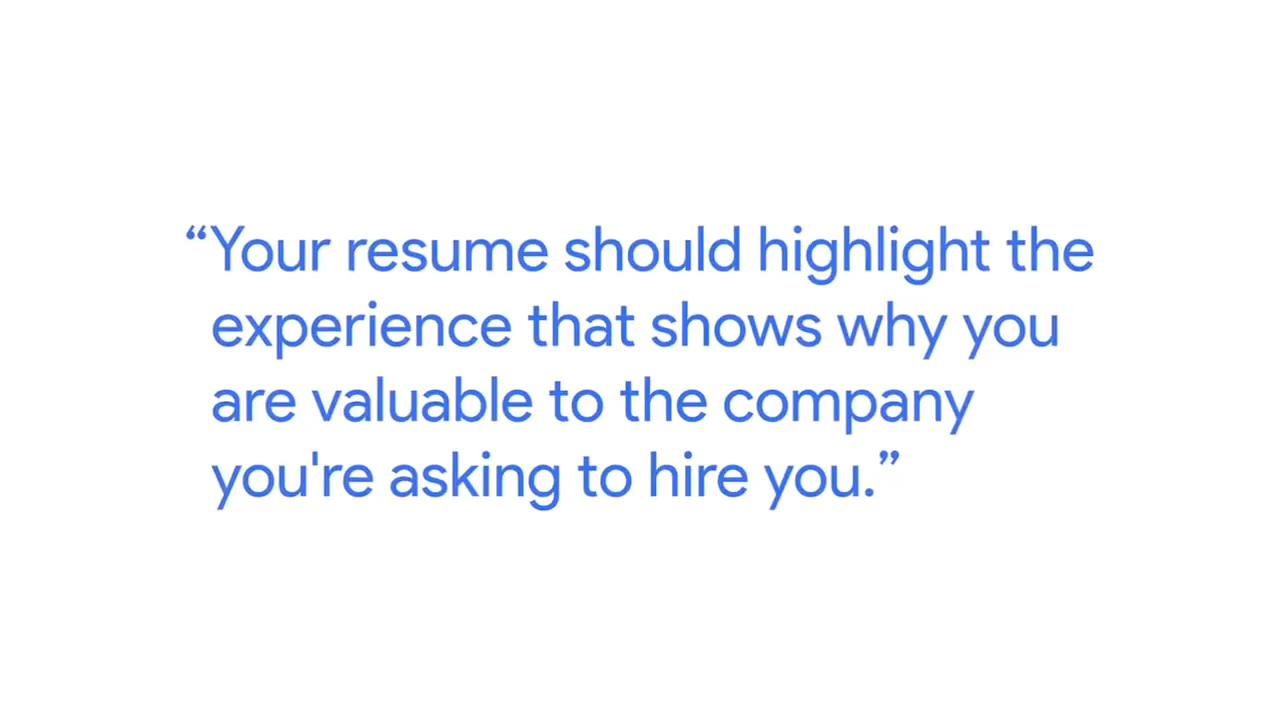 “Your resume should highlight the
experience that shows why you
are valuable to the company
you're asking to hire you.”